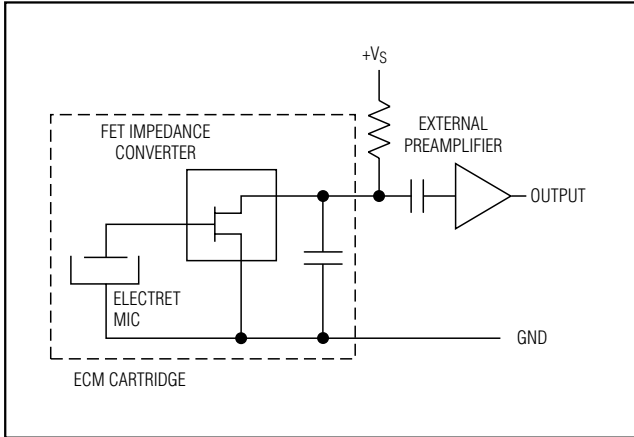 +VS
FET IMPEDANCE
CONVERTER
EXTERNAL
PREAMPLIFIER
OUTPUT
ELECTRET
MIC
GND
ECM CARTRIDGE